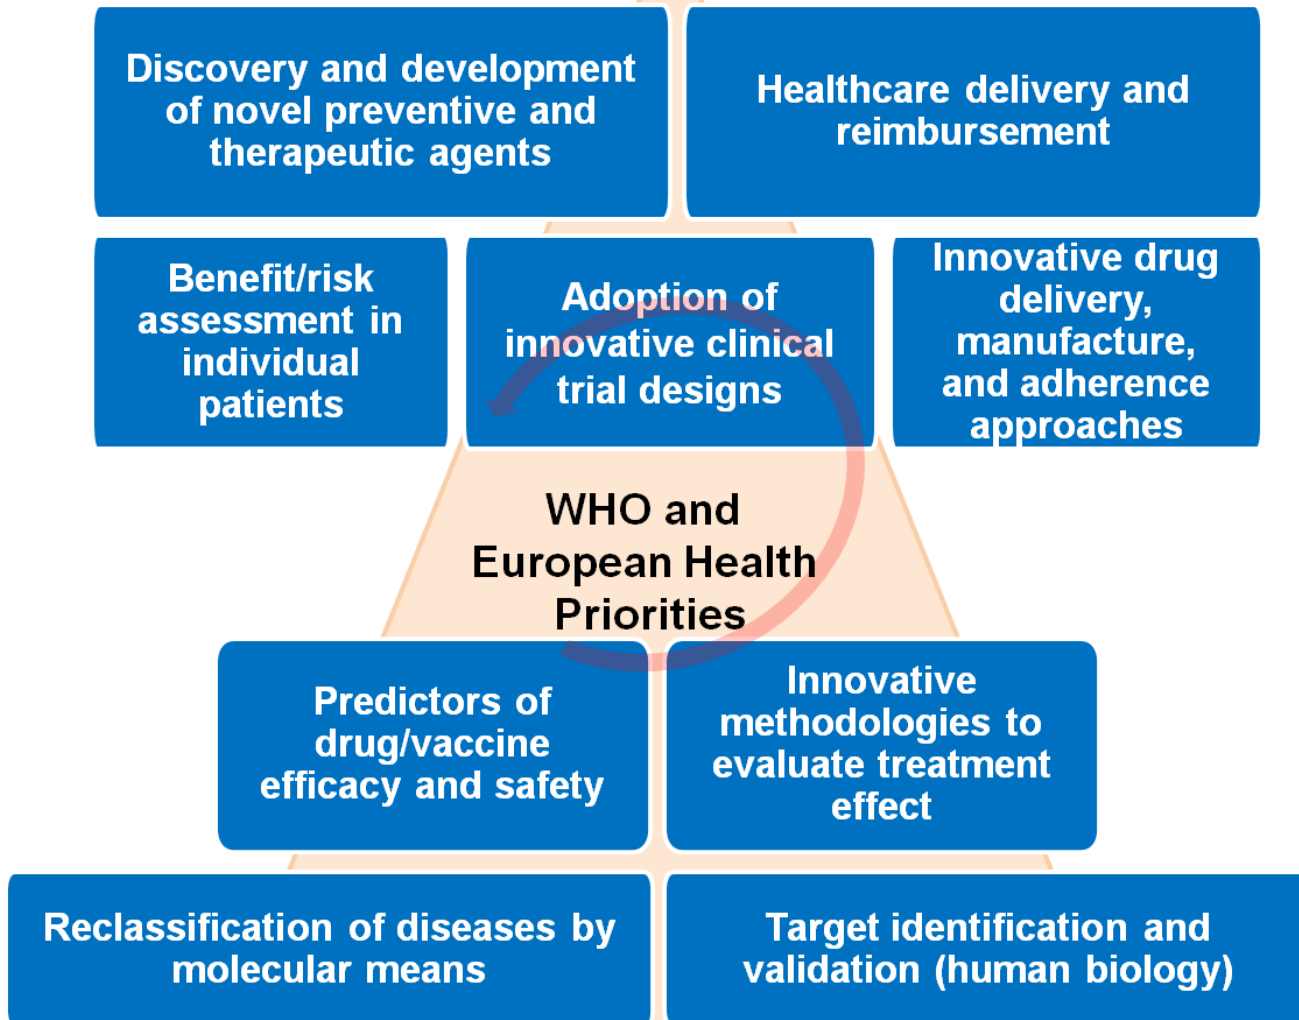 Discovery and development
of novel preventive and
therapeutic agents
Healthcare delivery and
reimbursement
Benefit/risk
assessment in
individual
patients
Adoption of
innovative clinical
trial designs
Innovative drug
delivery,
manufacture,
and adherence
approaches
WHO and
European Health
Priorities
Predictors of
drug/vaccine
efficacy and safety
Innovative
methodologies to
evaluate treatment
effect
Reclassification of diseases by
molecular means
Target identification and
validation (human biology)